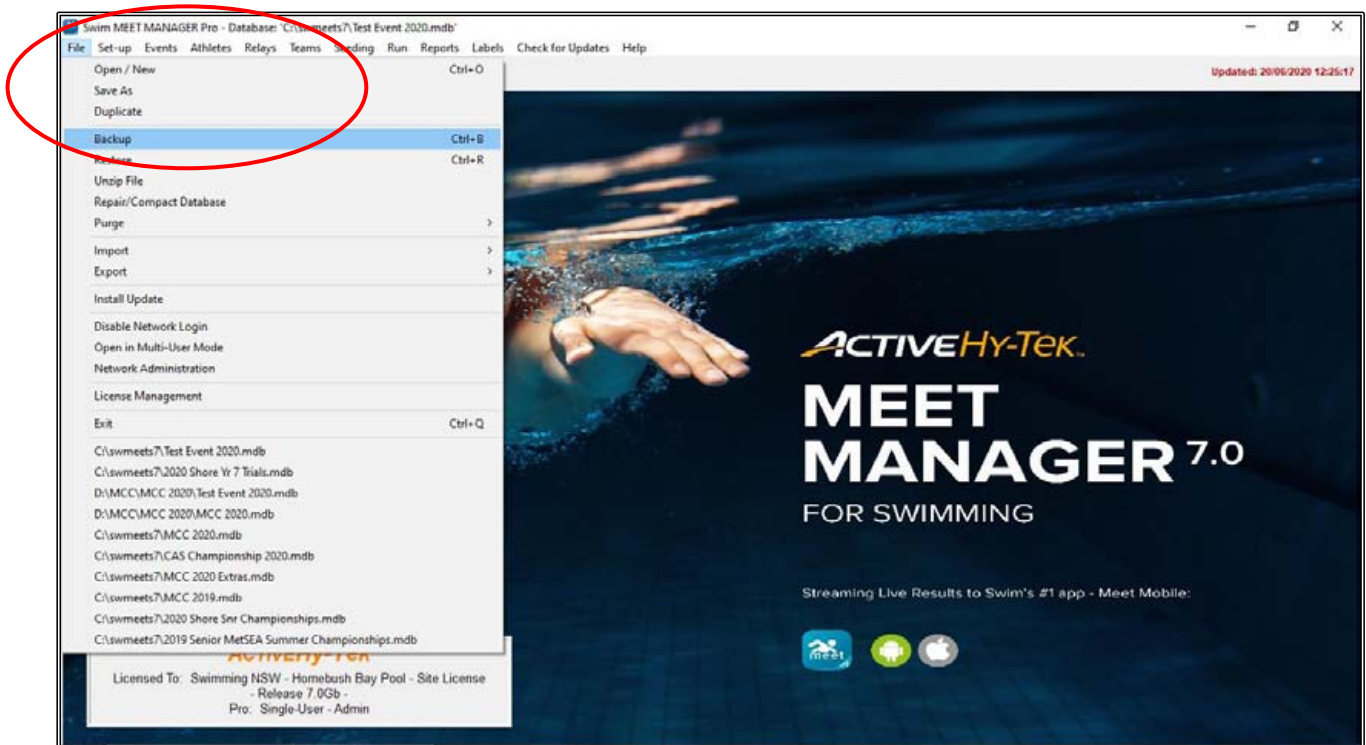 Swim MEET MANAGER Pro - Database: 'C:\swmeets7\Test Event 2020.mdb'
File Set-up Events Athletes Relays Teams Seeding Run Reports Labels Check for Updates Help
Updated: 20/06/2020 12:25:17
Open / New Ctrl+O
Save As
Duplicate
Backup Ctrl+B
Restore Ctrl+R
Unzip File
Repair/Compact Database
Purge >
Import >
Export >
Install Update
Disable Network Login
Open in Multi-User Mode
Network Administration
License Management
Exit Ctrl+Q
C:\swmeets7\Test Event 2020.mdb
C:\swmeets7\2020 Shore Yr 7 Trials.mdb
D:\MCC\MCC 2020\Test Event 2020.mdb
D:\MCC\MCC 2020\MCC 2020.mdb
C:\swmeets7\MCC 2020.mdb
C:\swmeets7\CAS Championship 2020.mdb
C:\swmeets7\MCC 2020 Extras.mdb
C:\swmeets7\MCC 2019.mdb
C:\swmeets7\2020 Shore Snr Championships.mdb
C:\swmeets7\2019 Senior MetSEA Summer Championships.mdb
ACTIVEHy-Tek
Licensed To: Swimming NSW - Homebush Bay Pool - Site License
- Release 7.0Gb -
Pro: Single-User - Admin
ACTIVEHy-Tek
MEET
MANAGER 7.0
FOR SWIMMING
Streaming Live Results to Swim's #1 app - Meet Mobile:
meet